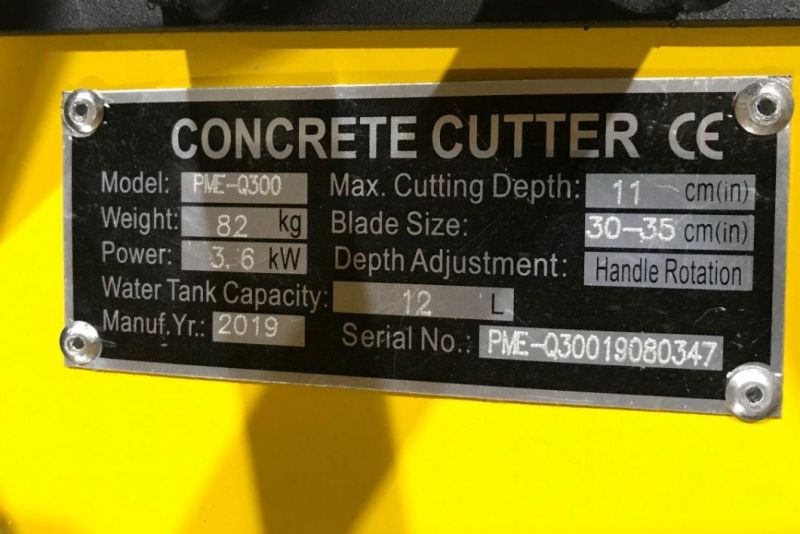 CONCRETE CUTTER CE
Model: PME-Q300
Max. Cutting Depth: 11 cm(in)
Weight: 82 kg
Blade Size: 30-35 cm(in)
Power: 3.6 kW
Depth Adjustment: Handle Rotation
Water Tank Capacity: 12 L
Manuf.Yr.: 2019
Serial No.: PME-Q30019080347